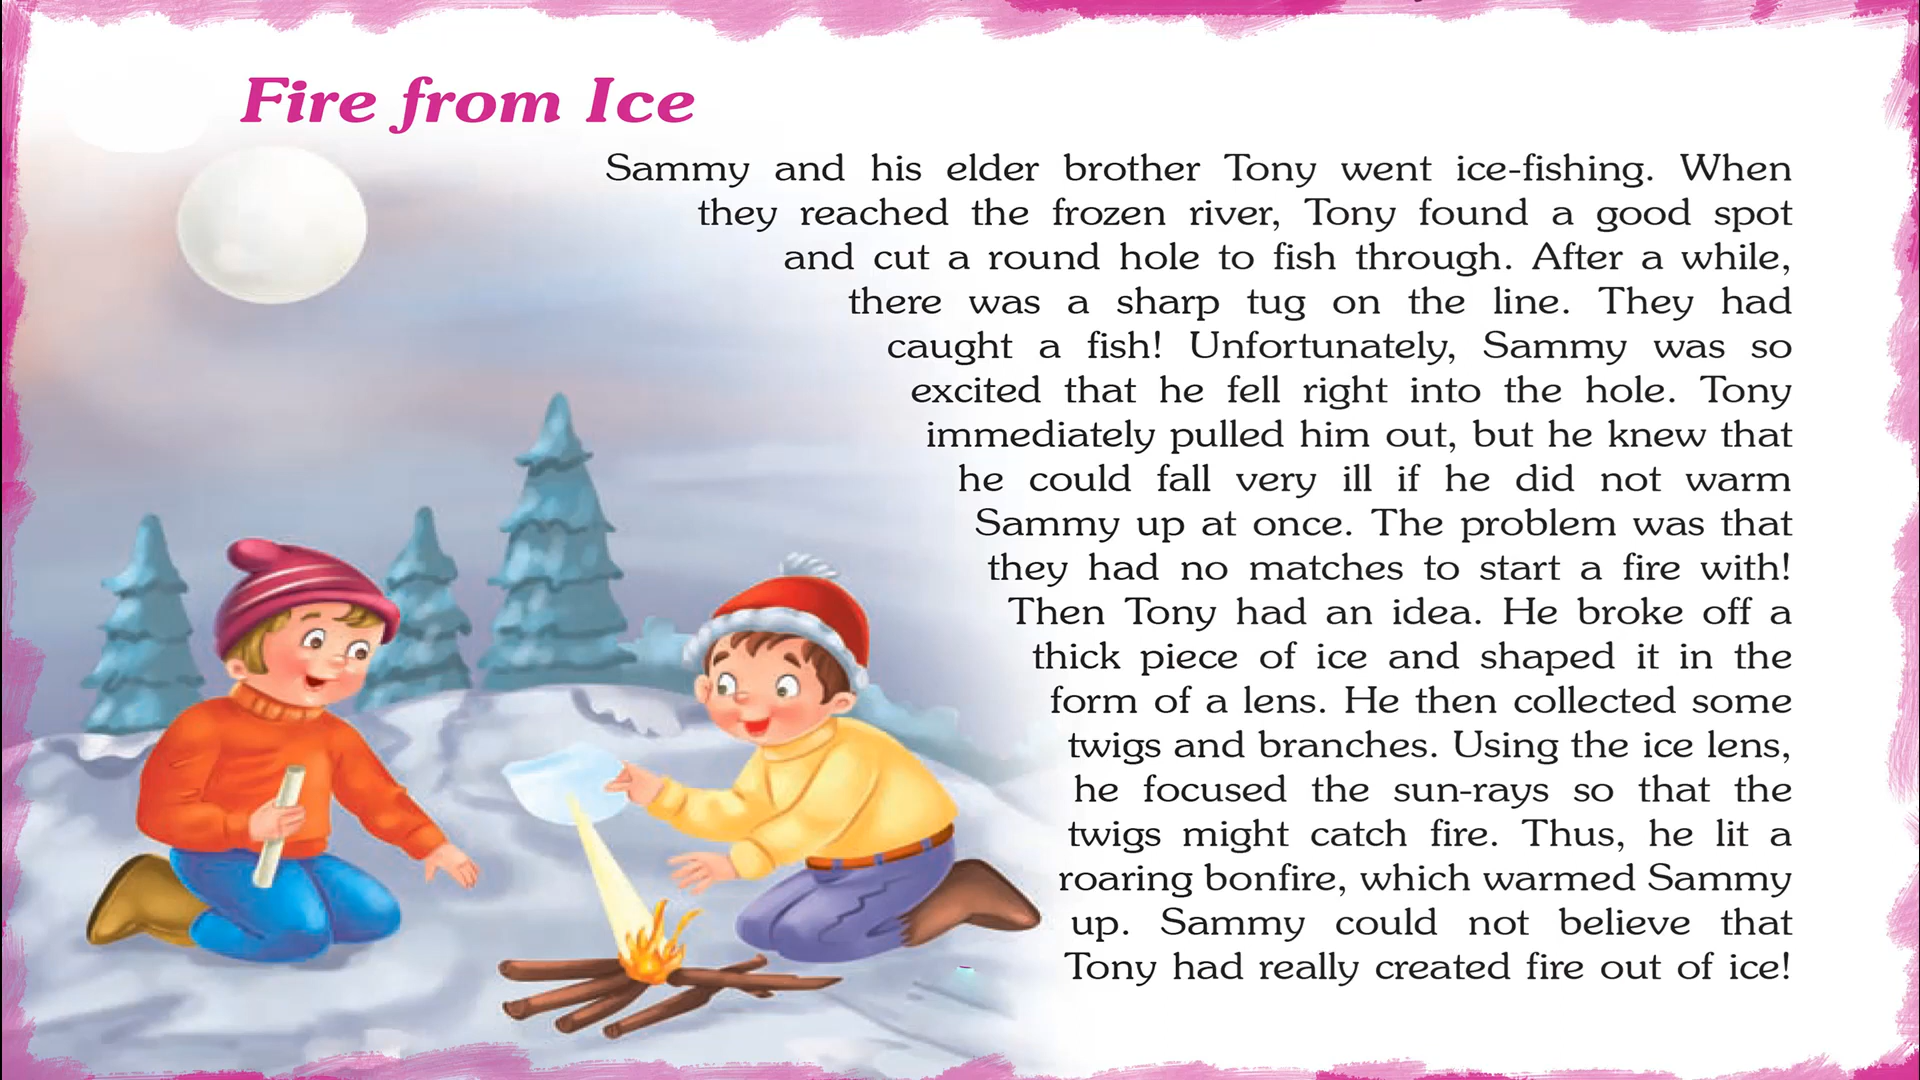 Fire from Ice
Sammy and his elder brother Tony went ice-fishing. When
they reached the frozen river, Tony found a good spot
and cut a round hole to fish through. After a while,
there was a sharp tug on the line. They had
caught a fish! Unfortunately, Sammy was so
excited that he fell right into the hole. Tony
immediately pulled him out, but he knew that
he could fall very ill if he did not warm
Sammy up at once. The problem was that
they had no matches to start a fire with!
Then Tony had an idea. He broke off a
thick piece of ice and shaped it in the
form of a lens. He then collected some
twigs and branches. Using the ice lens,
he focused the sun-rays so that the
twigs might catch fire. Thus, he lit a
roaring bonfire, which warmed Sammy
up. Sammy could not believe that
Tony had really created fire out of ice!